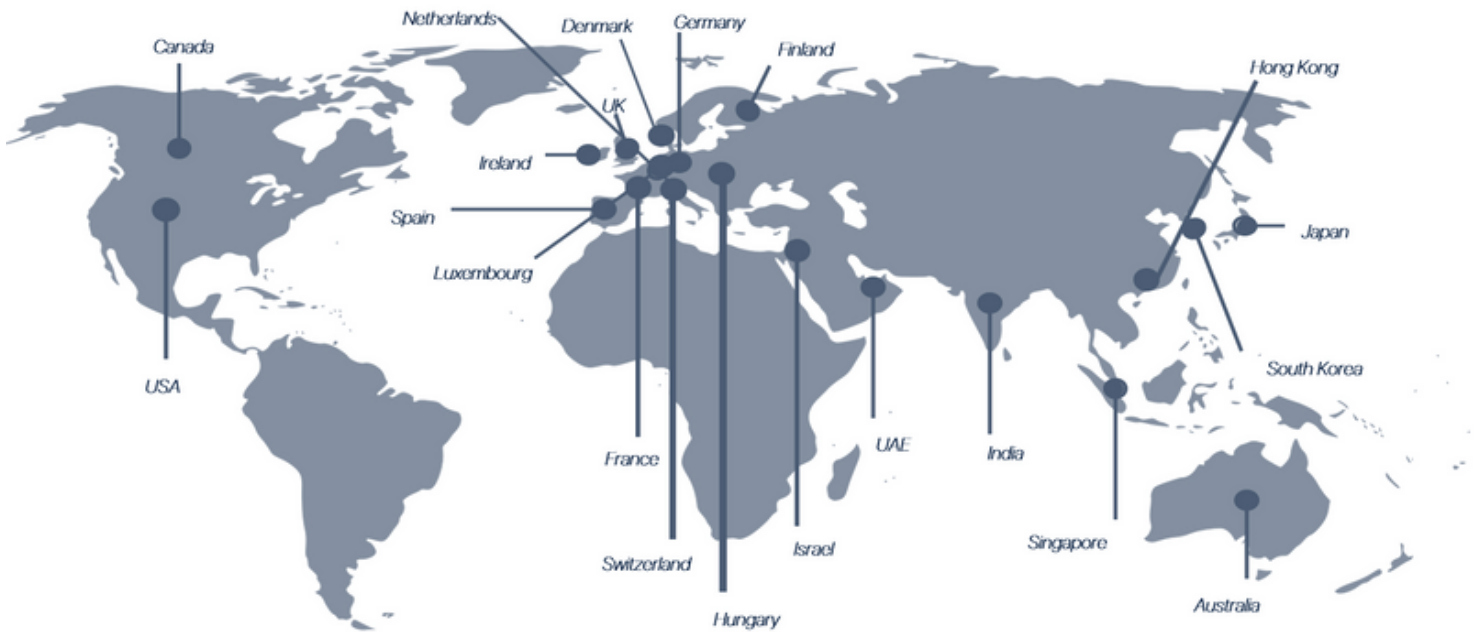 Netherlands
Denmark
Germany
Canada
Finland
Hong Kong
UK
Ireland
Spain
Japan
Luxembourg
South Korea
USA
UAE
India
France
Singapore
Israel
Switzerland
Australia
Hungary